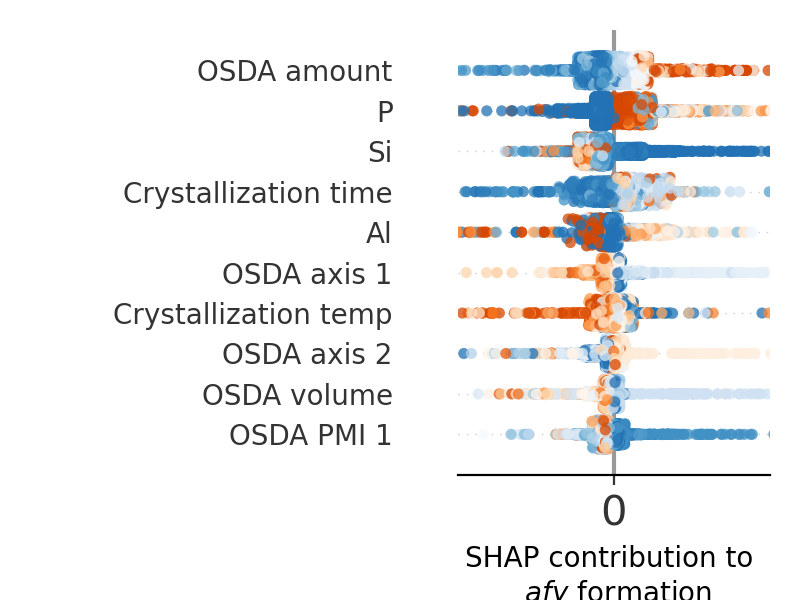 OSDA amount
P
Si
Crystallization time
Al
OSDA axis 1
Crystallization temp
OSDA axis 2
OSDA volume
OSDA PMI 1
0
SHAP contribution to
afy formation